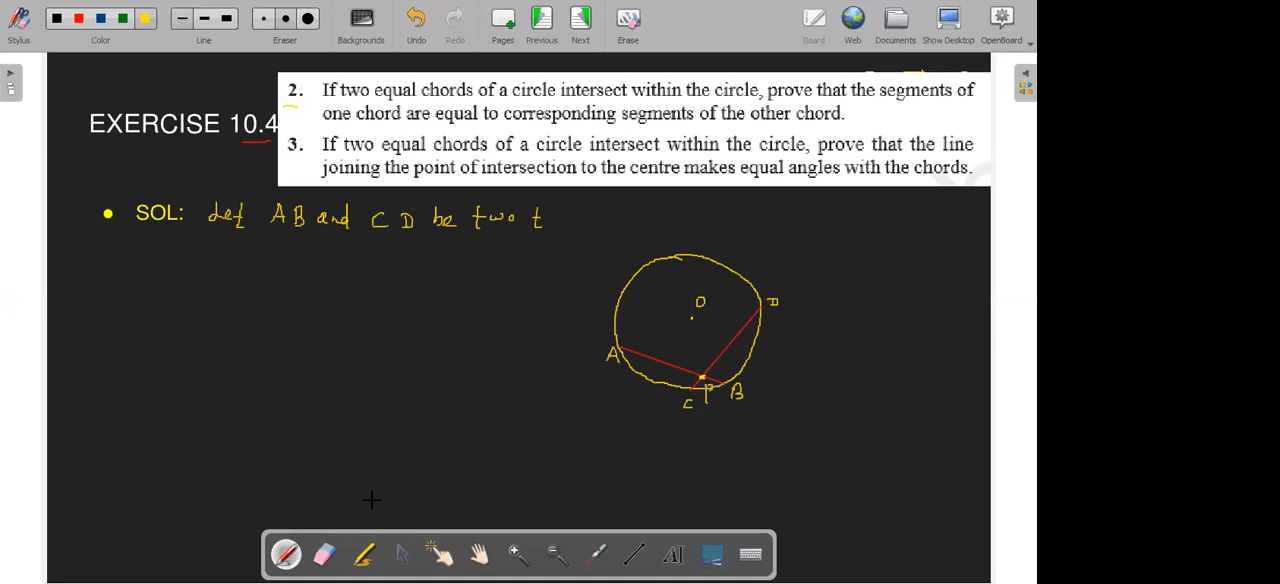 Stylus Color Line Eraser Backgrounds Undo Redo Pages Previous Next Erase Board Web Documents Show Desktop OpenBoard
2. If two equal chords of a circle intersect within the circle, prove that the segments of
one chord are equal to corresponding segments of the other chord.
EXERCISE 10.4
3. If two equal chords of a circle intersect within the circle, prove that the line
joining the point of intersection to the centre makes equal angles with the chords.
SOL: Let AB and CD be two t
O
D
A
P
B
C